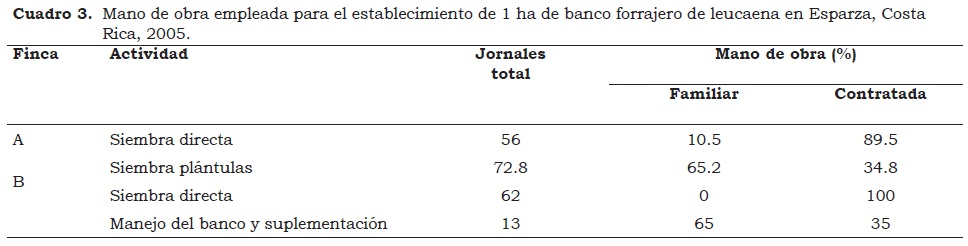 Cuadro 3. Mano de obra empleada para el establecimiento de 1 ha de banco forrajero de leucaena en Esparza, Costa
Rica, 2005.
Finca Actividad Jornales total Mano de obra (%)
Familiar Contratada
A Siembra directa 56 10.5 89.5
Siembra plántulas 72.8 65.2 34.8
B
Siembra directa 62 0 100
Manejo del banco y suplementación 13 65 35